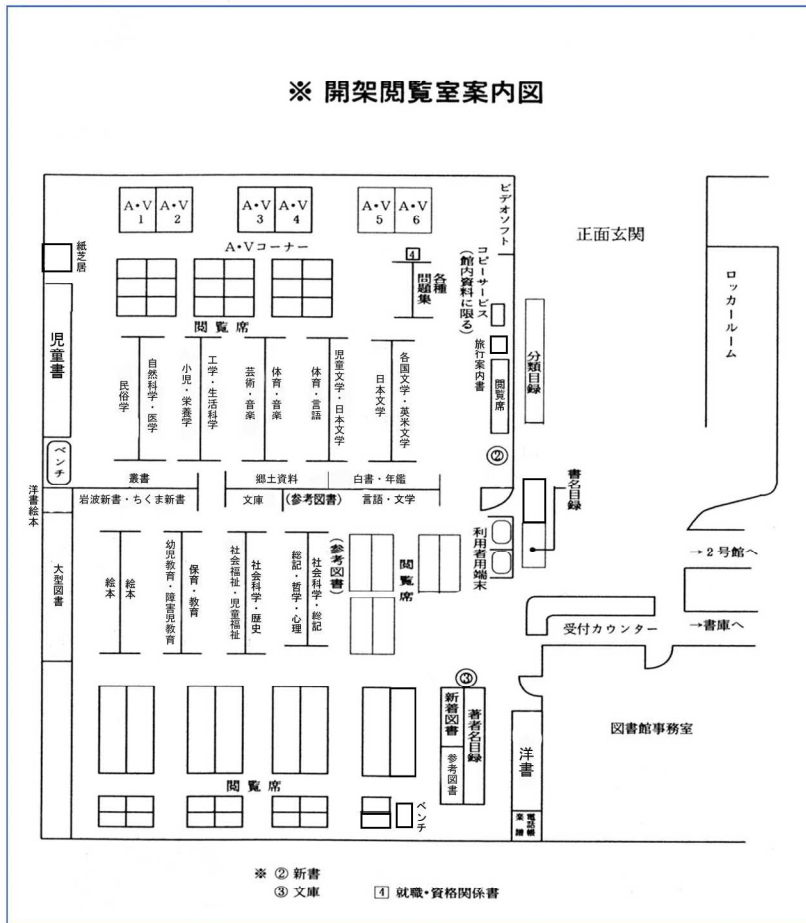 ※ 開架閲覧室案内図
A・V 1
A・V 2
A・V 3
A・V 4
A・V 5
A・V 6
A・Vコーナー
ビデオソフト
正面玄関
ロッカールーム
紙芝居
4
各種問題集
コピーサービス
(館内資料に限る)
閲覧席
旅行案内書
閲覧席
分類目録
児童書
民俗学
自然科学・医学
小児・栄養学
工学・生活科学
芸術・音楽
体育・音楽
体育・言語
児童文学・日本文学
日本文学
各国文学・英米文学
②
ベンチ
叢書
郷土資料
白書・年鑑
書名目録
洋書絵本
岩波新書・ちくま新書
文庫
(参考図書)
言語・文学
利用者用端末
→2号館へ
大型図書
絵本
絵本
幼児教育・障害児教育
保育・教育
社会福祉・児童福祉
社会科学・歴史
総記・哲学・心理
社会科学・総記
(参考図書)
閲覧席
受付カウンター
→書庫へ
③
新着図書
著者名目録
参考図書
洋書
図書館事務室
閲覧席
ベンチ
電話帳
楽譜
※ ② 新書
③ 文庫
4 就職・資格関係書